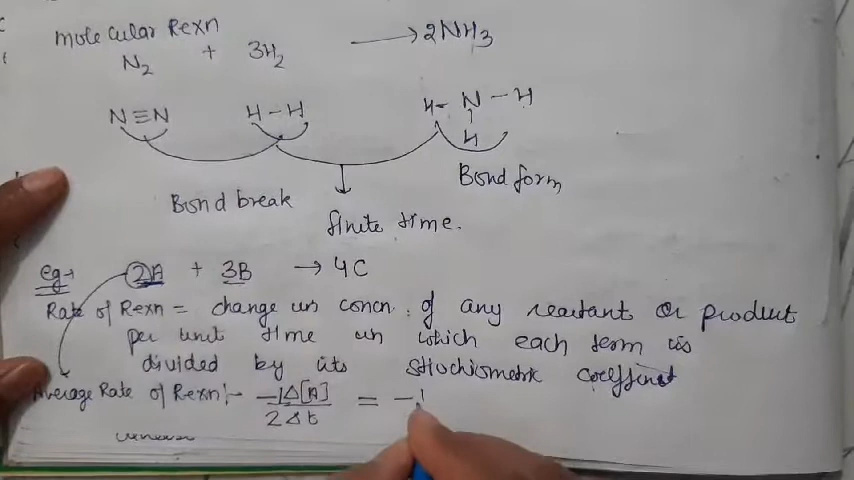 molecular Rexn
N2 + 3H2 → 2NH3
N≡N H-H H-N-H
H
Bond break Bond form
finite time.
eg→ 2A + 3B → 4C
Rate of Rexn = change in concn. of any reactant or product
per unit time in which each term is
divided by its stiochiometric coefficient
Average Rate of Rexn:- -1Δ[A] / 2Δt = -1